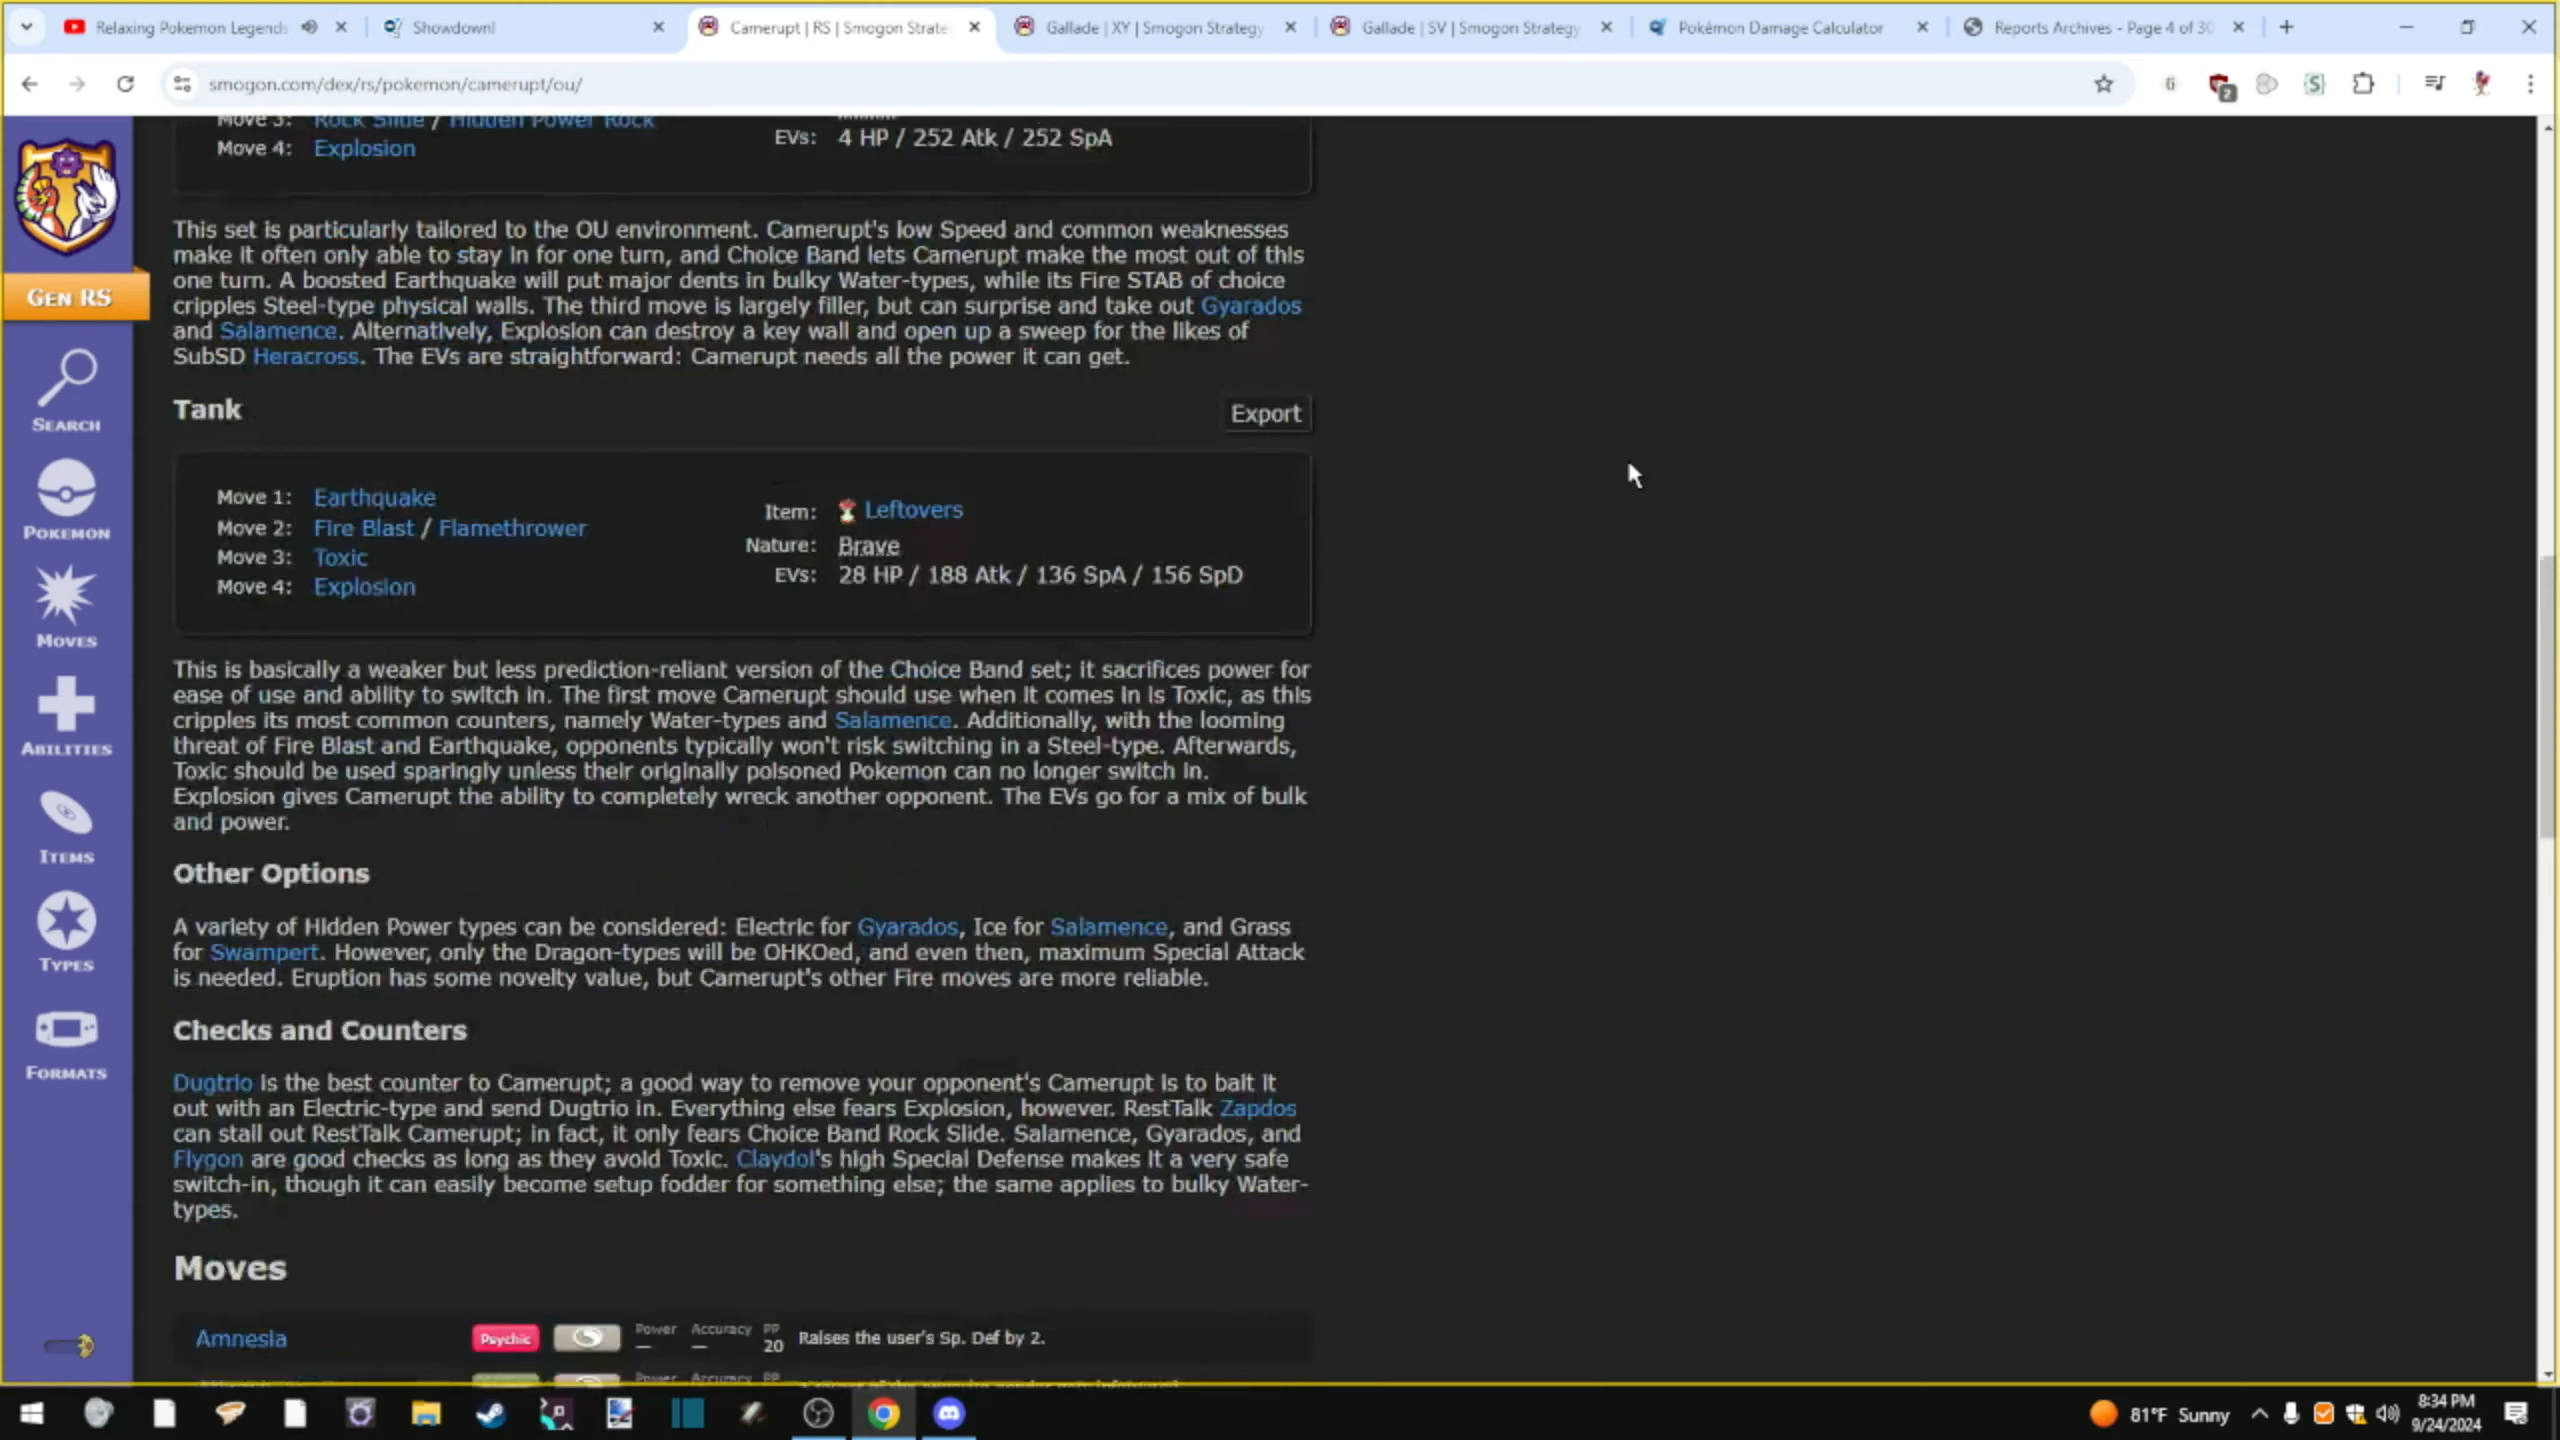 Relaxing Pokemon Legends
Showdown!
Camerupt | RS | Smogon Strate
Gallade | XY | Smogon Strategy
Gallade | SV | Smogon Strategy
Pokémon Damage Calculator
Reports Archives - Page 4 of 30
smogon.com/dex/rs/pokemon/camerupt/ou/
2
GEN RS
SEARCH
POKEMON
MOVES
ABILITIES
ITEMS
TYPES
FORMATS
Move 3: Rock Slide / Hidden Power Rock
Move 4: Explosion
EVs: 4 HP / 252 Atk / 252 SpA
This set is particularly tailored to the OU environment. Camerupt's low Speed and common weaknesses
make it often only able to stay in for one turn, and Choice Band lets Camerupt make the most out of this
one turn. A boosted Earthquake will put major dents in bulky Water-types, while its Fire STAB of choice
cripples Steel-type physical walls. The third move is largely filler, but can surprise and take out Gyarados
and Salamence. Alternatively, Explosion can destroy a key wall and open up a sweep for the likes of
SubSD Heracross. The EVs are straightforward: Camerupt needs all the power it can get.
Tank
Export
Move 1: Earthquake
Move 2: Fire Blast / Flamethrower
Move 3: Toxic
Move 4: Explosion
Item: Leftovers
Nature: Brave
EVs: 28 HP / 188 Atk / 136 SpA / 156 SpD
This is basically a weaker but less prediction-reliant version of the Choice Band set; it sacrifices power for
ease of use and ability to switch in. The first move Camerupt should use when it comes in is Toxic, as this
cripples its most common counters, namely Water-types and Salamence. Additionally, with the looming
threat of Fire Blast and Earthquake, opponents typically won't risk switching in a Steel-type. Afterwards,
Toxic should be used sparingly unless their originally poisoned Pokemon can no longer switch in.
Explosion gives Camerupt the ability to completely wreck another opponent. The EVs go for a mix of bulk
and power.
Other Options
A variety of Hidden Power types can be considered: Electric for Gyarados, Ice for Salamence, and Grass
for Swampert. However, only the Dragon-types will be OHKOed, and even then, maximum Special Attack
is needed. Eruption has some novelty value, but Camerupt's other Fire moves are more reliable.
Checks and Counters
Dugtrio is the best counter to Camerupt; a good way to remove your opponent's Camerupt is to bait it
out with an Electric-type and send Dugtrio in. Everything else fears Explosion, however. RestTalk Zapdos
can stall out RestTalk Camerupt; in fact, it only fears Choice Band Rock Slide. Salamence, Gyarados, and
Flygon are good checks as long as they avoid Toxic. Claydol's high Special Defense makes it a very safe
switch-in, though it can easily become setup fodder for something else; the same applies to bulky Water-
types.
Moves
Amnesia Psychic Power — Accuracy — PP 20 Raises the user's Sp. Def by 2.
Power Accuracy PP
81°F Sunny
8:34 PM
9/24/2024